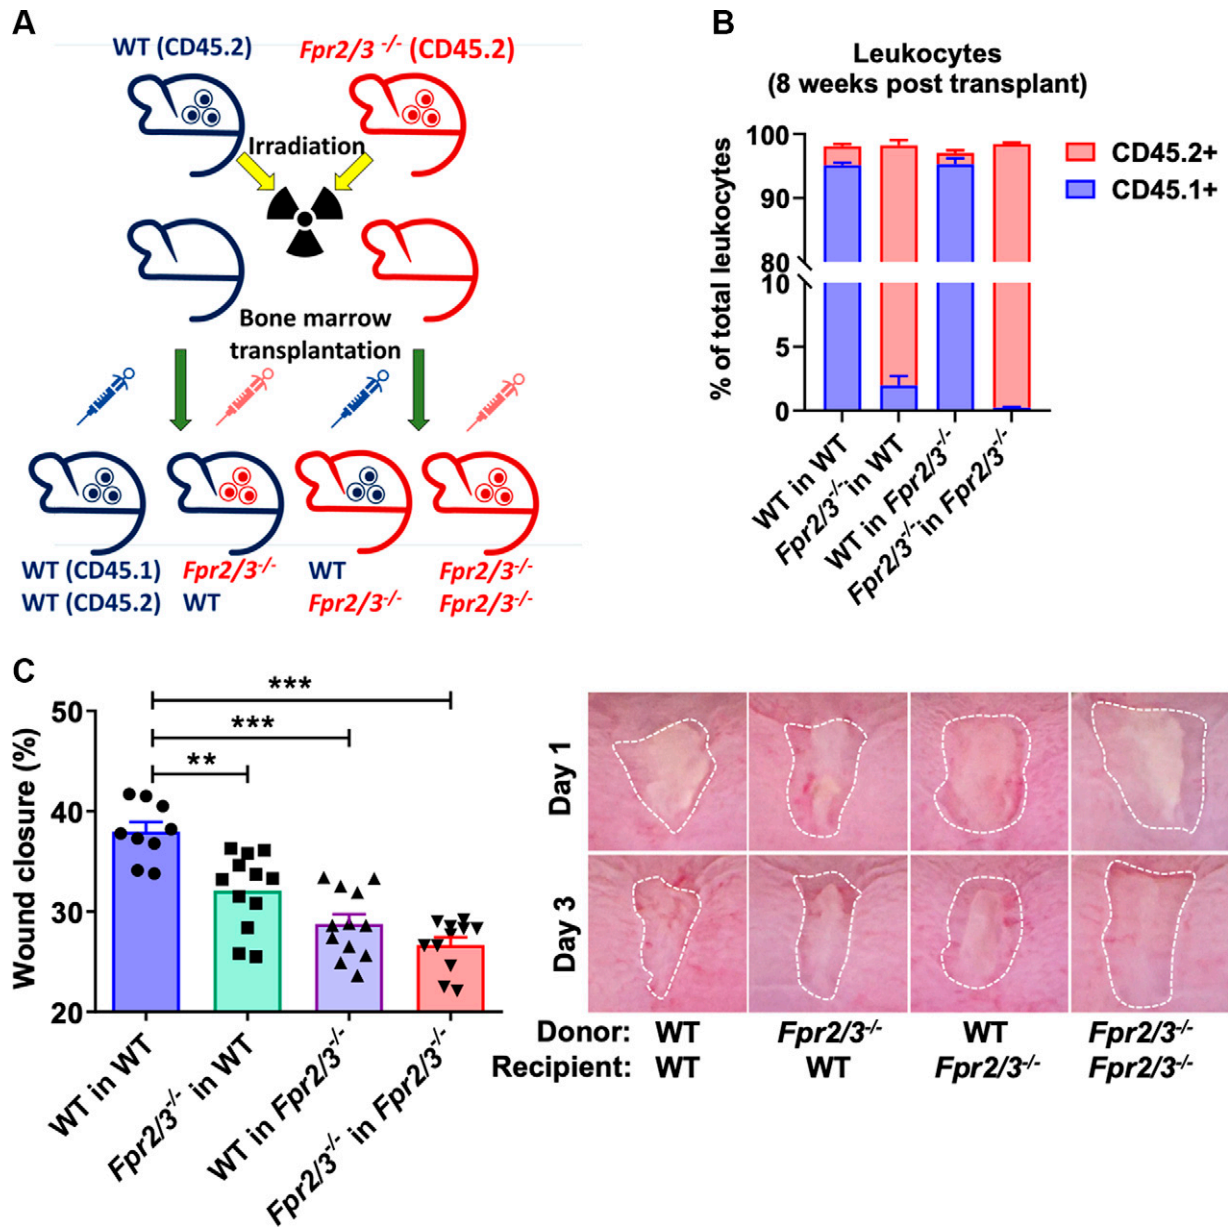 A
WT (CD45.2)
Fpr2/3 -/- (CD45.2)
Irradiation
Bone marrow
transplantation
WT (CD45.1) Fpr2/3-/- WT Fpr2/3-/-
WT (CD45.2) WT Fpr2/3-/- Fpr2/3-/-
B
Leukocytes
(8 weeks post transplant)
% of total leukocytes
100
90
80
10
5
0
CD45.2+
CD45.1+
WT in WT
Fpr2/3-/- in WT
WT in Fpr2/3-/-
Fpr2/3-/- in Fpr2/3-/-
C
Wound closure (%)
50
40
30
20
***
***
**
WT in WT
Fpr2/3-/- in WT
WT in Fpr2/3-/-
Fpr2/3-/- in Fpr2/3-/-
Day 1
Day 3
Donor: WT Fpr2/3-/- WT Fpr2/3-/-
Recipient: WT WT Fpr2/3-/- Fpr2/3-/-